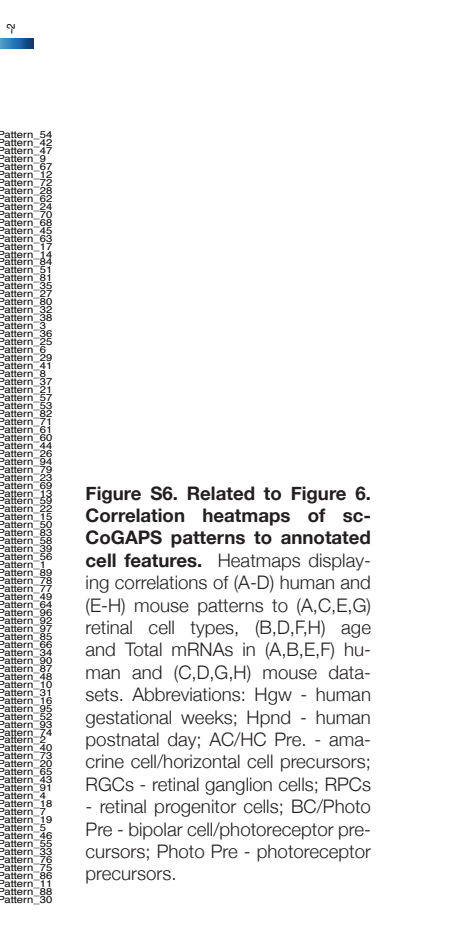 -2
Pattern_54
Pattern_42
Pattern_47
Pattern_9
Pattern_67
Pattern_12
Pattern_72
Pattern_28
Pattern_62
Pattern_24
Pattern_70
Pattern_68
Pattern_45
Pattern_63
Pattern_17
Pattern_14
Pattern_84
Pattern_51
Pattern_81
Pattern_35
Pattern_27
Pattern_80
Pattern_32
Pattern_38
Pattern_3
Pattern_36
Pattern_25
Pattern_6
Pattern_29
Pattern_41
Pattern_8
Pattern_37
Pattern_21
Pattern_57
Pattern_53
Pattern_82
Pattern_71
Pattern_61
Pattern_60
Pattern_44
Pattern_26
Pattern_94
Pattern_79
Pattern_23
Pattern_69
Pattern_13
Pattern_59
Pattern_22
Pattern_15
Pattern_50
Pattern_83
Pattern_58
Pattern_39
Pattern_56
Pattern_1
Pattern_89
Pattern_78
Pattern_77
Pattern_49
Pattern_64
Pattern_96
Pattern_92
Pattern_97
Pattern_85
Pattern_66
Pattern_34
Pattern_90
Pattern_87
Pattern_48
Pattern_10
Pattern_31
Pattern_16
Pattern_95
Pattern_52
Pattern_93
Pattern_74
Pattern_2
Pattern_40
Pattern_73
Pattern_20
Pattern_65
Pattern_43
Pattern_91
Pattern_4
Pattern_18
Pattern_7
Pattern_19
Pattern_5
Pattern_46
Pattern_55
Pattern_33
Pattern_76
Pattern_75
Pattern_86
Pattern_11
Pattern_88
Pattern_30
Figure S6. Related to Figure 6.
Correlation heatmaps of sc-
CoGAPS patterns to annotated
cell features. Heatmaps display-
ing correlations of (A-D) human and
(E-H) mouse patterns to (A,C,E,G)
retinal cell types, (B,D,F,H) age
and Total mRNAs in (A,B,E,F) hu-
man and (C,D,G,H) mouse data-
sets. Abbreviations: Hgw - human
gestational weeks; Hpnd - human
postnatal day; AC/HC Pre. - ama-
crine cell/horizontal cell precursors;
RGCs - retinal ganglion cells; RPCs
- retinal progenitor cells; BC/Photo
Pre - bipolar cell/photoreceptor pre-
cursors; Photo Pre - photoreceptor
precursors.